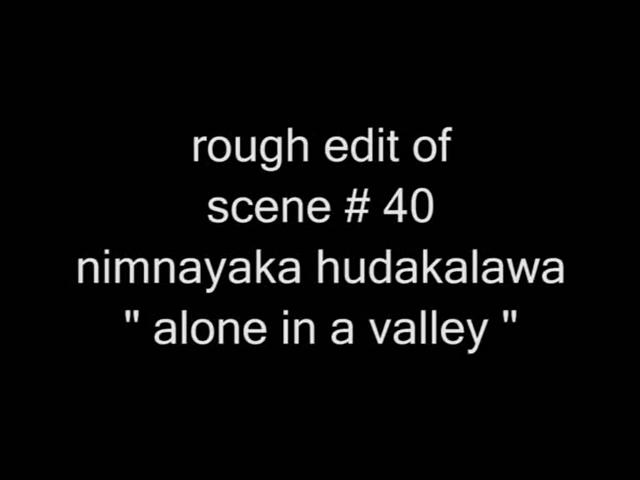 rough edit of
scene # 40
nimnayaka hudakalawa
" alone in a valley "